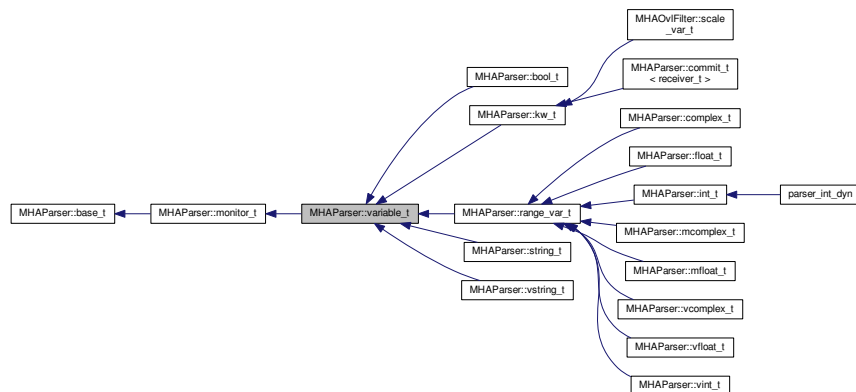 MHAOvlFilter::scale
_var_t
MHAParser::commit_t
< receiver_t >
MHAParser::bool_t
MHAParser::kw_t
MHAParser::complex_t
MHAParser::float_t
MHAParser::int_t
parser_int_dyn
MHAParser::base_t
MHAParser::monitor_t
MHAParser::variable_t
MHAParser::range_var_t
MHAParser::mcomplex_t
MHAParser::string_t
MHAParser::mfloat_t
MHAParser::vstring_t
MHAParser::vcomplex_t
MHAParser::vfloat_t
MHAParser::vint_t